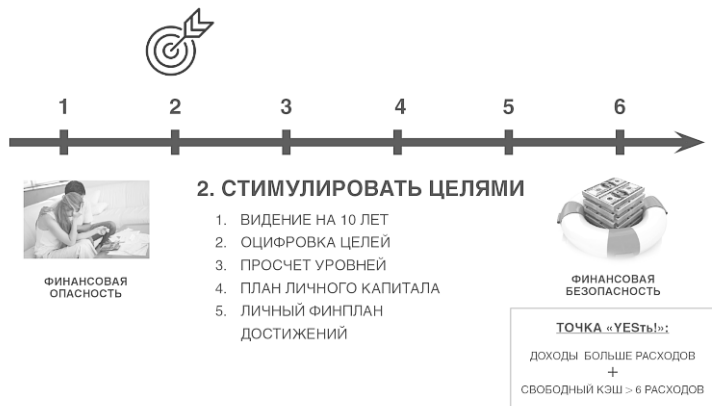 1 2 3 4 5 6
2. СТИМУЛИРОВАТЬ ЦЕЛЯМИ
1. ВИДЕНИЕ НА 10 ЛЕТ
2. ОЦИФРОВКА ЦЕЛЕЙ
3. ПРОСЧЕТ УРОВНЕЙ
4. ПЛАН ЛИЧНОГО КАПИТАЛА
5. ЛИЧНЫЙ ФИНПЛАН
ДОСТИЖЕНИЙ
ФИНАНСОВАЯ
ОПАСНОСТЬ
ФИНАНСОВАЯ
БЕЗОПАСНОСТЬ
ТОЧКА «YESть!»:
ДОХОДЫ БОЛЬШЕ РАСХОДОВ
+
СВОБОДНЫЙ КЭШ > 6 РАСХОДОВ